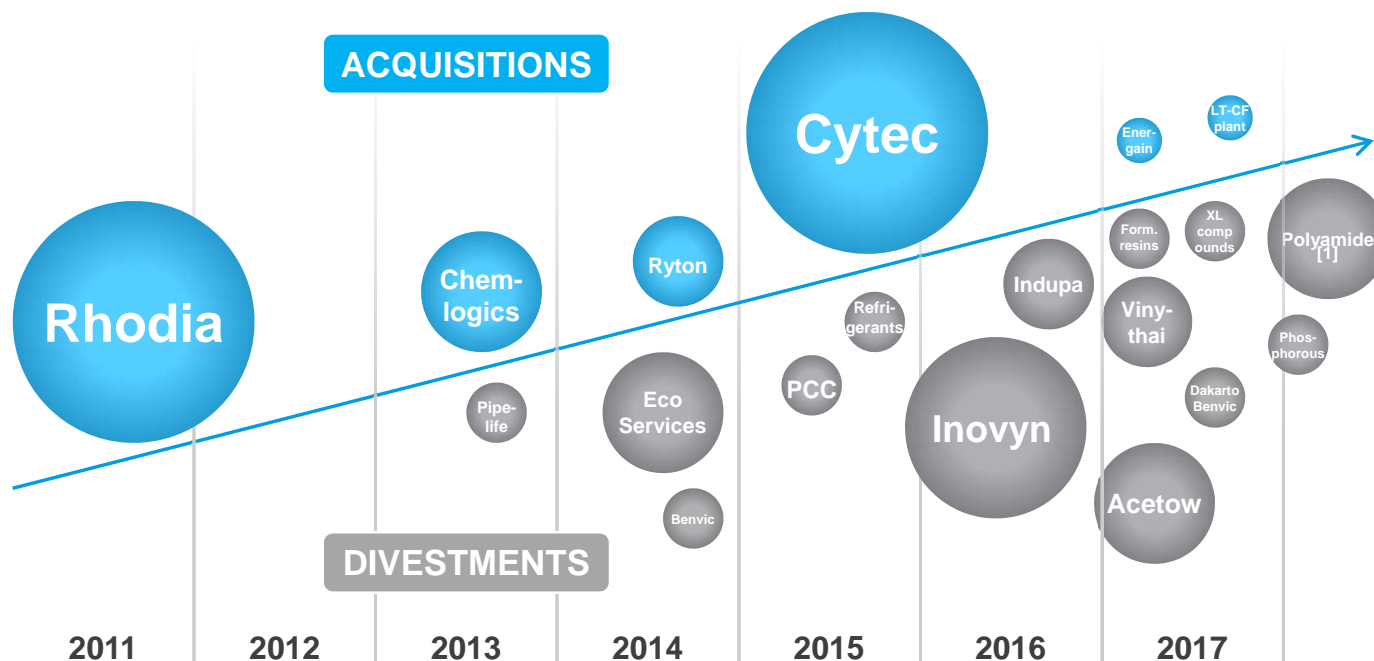 ACQUISITIONS
Rhodia
Chem-
logics
Ryton
Cytec
Ener-
gain
LT-CF
plant
Pipe-
life
Eco
Services
Benvic
PCC
Refri-
gerants
Indupa
Inovyn
Form.
resins
XL
comp
ounds
Viny-
thai
Dakarto
Benvic
Acetow
Polyamide
[1]
Phos-
phorous
DIVESTMENTS
2011
2012
2013
2014
2015
2016
2017